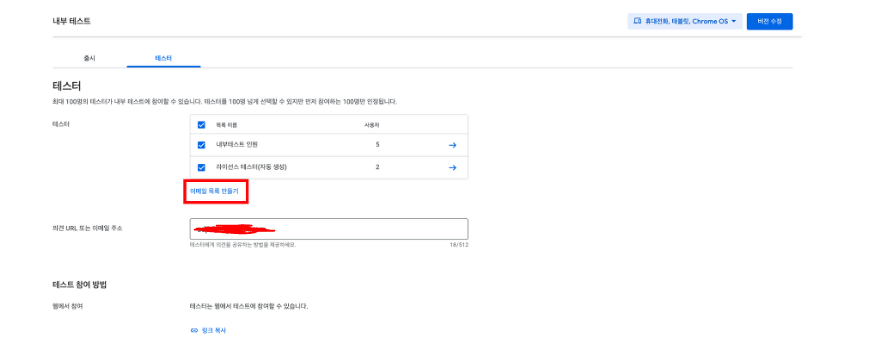 내부 테스트
휴대전화, 태블릿, Chrome OS
버전 수정
출시
테스터
테스터
최대 100명의 테스터가 내부 테스트에 참여할 수 있습니다. 테스터를 100명 넘게 선택할 수 있지만 먼저 참여하는 100명만 인정됩니다.
테스터
목록 이름
사용자
내부테스트 인원
5
라이선스 테스터(자동 생성)
2
이메일 목록 만들기
의견 URL 또는 이메일 주소
테스터에게 의견을 공유하는 방법을 제공하세요.
18/512
테스트 참여 방법
웹에서 참여
테스터는 웹에서 테스트에 참여할 수 있습니다.
링크 복사